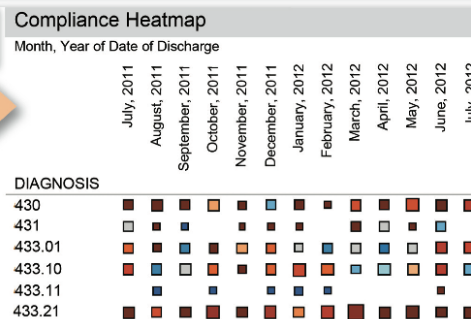 Compliance Heatmap
Month, Year of Date of Discharge
July, 2011
August, 2011
September, 2011
October, 2011
November, 2011
December, 2011
January, 2012
February, 2012
March, 2012
April, 2012
May, 2012
June, 2012
July, 2012
DIAGNOSIS
430
431
433.01
433.10
433.11
433.21